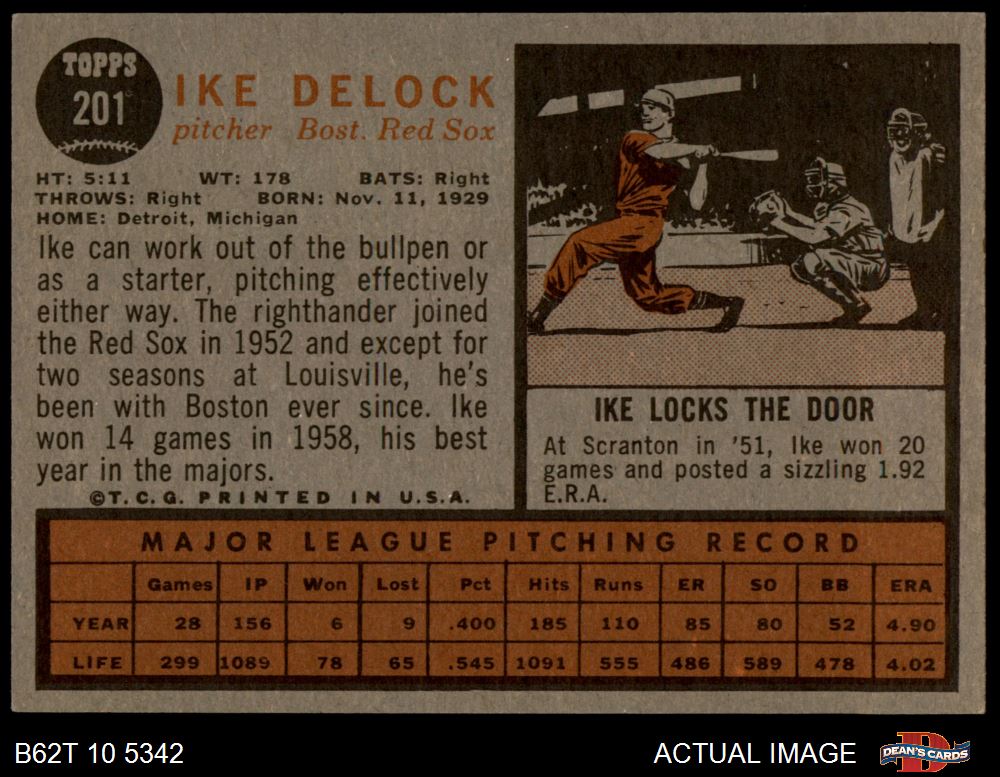 TOPPS
201
IKE DELOCK
pitcher Bost. Red Sox
HT: 5:11 WT: 178 BATS: Right
THROWS: Right BORN: Nov. 11, 1929
HOME: Detroit, Michigan
Ike can work out of the bullpen or
as a starter, pitching effectively
either way. The righthander joined
the Red Sox in 1952 and except for
two seasons at Louisville, he's
been with Boston ever since. Ike
won 14 games in 1958, his best
year in the majors.
©T.C.G. PRINTED IN U.S.A.
IKE LOCKS THE DOOR
At Scranton in '51, Ike won 20
games and posted a sizzling 1.92
E.R.A.
MAJOR LEAGUE PITCHING RECORD
Games IP Won Lost Pct Hits Runs ER SO BB ERA
YEAR 28 156 6 9 .400 185 110 85 80 52 4.90
LIFE 299 1089 78 65 .545 1091 555 486 589 478 4.02
B62T 10 5342
ACTUAL IMAGE
DEAN'S CARDS